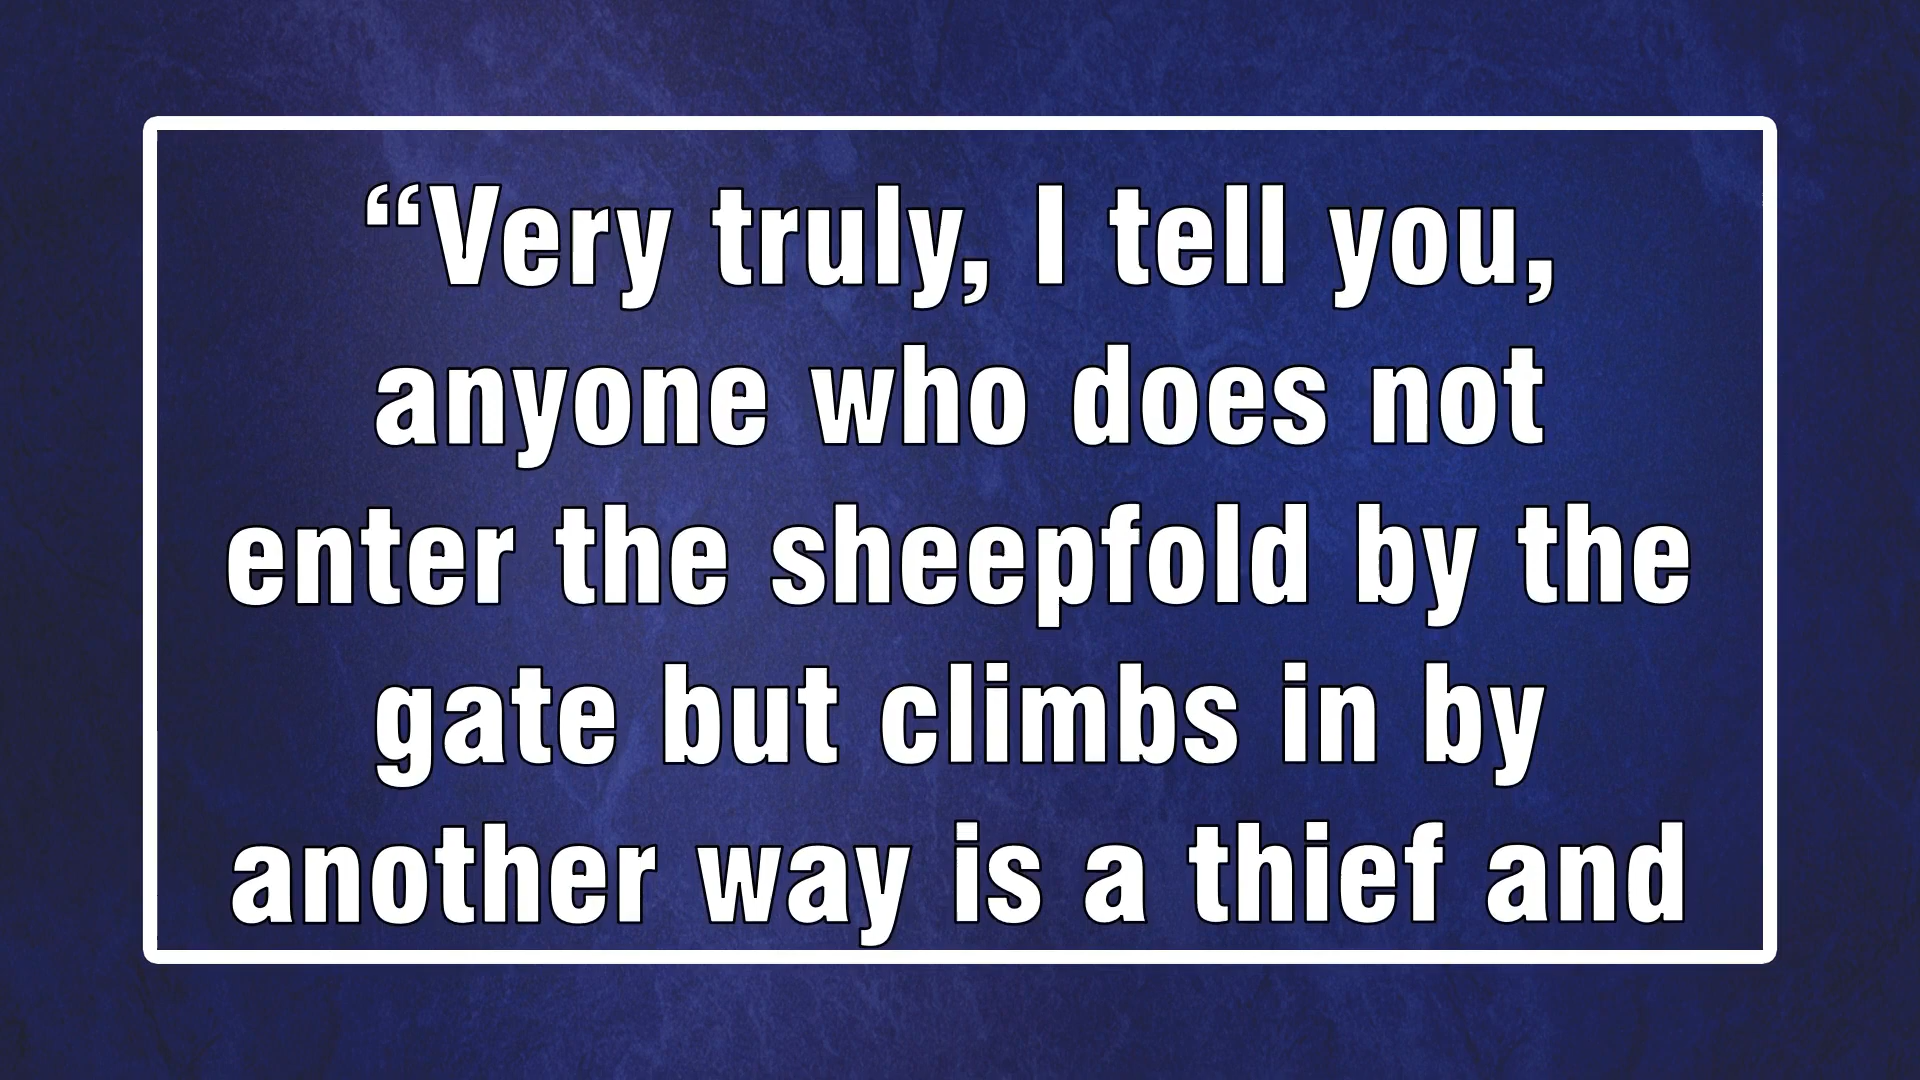 “Very truly, I tell you,
anyone who does not
enter the sheepfold by the
gate but climbs in by
another way is a thief and